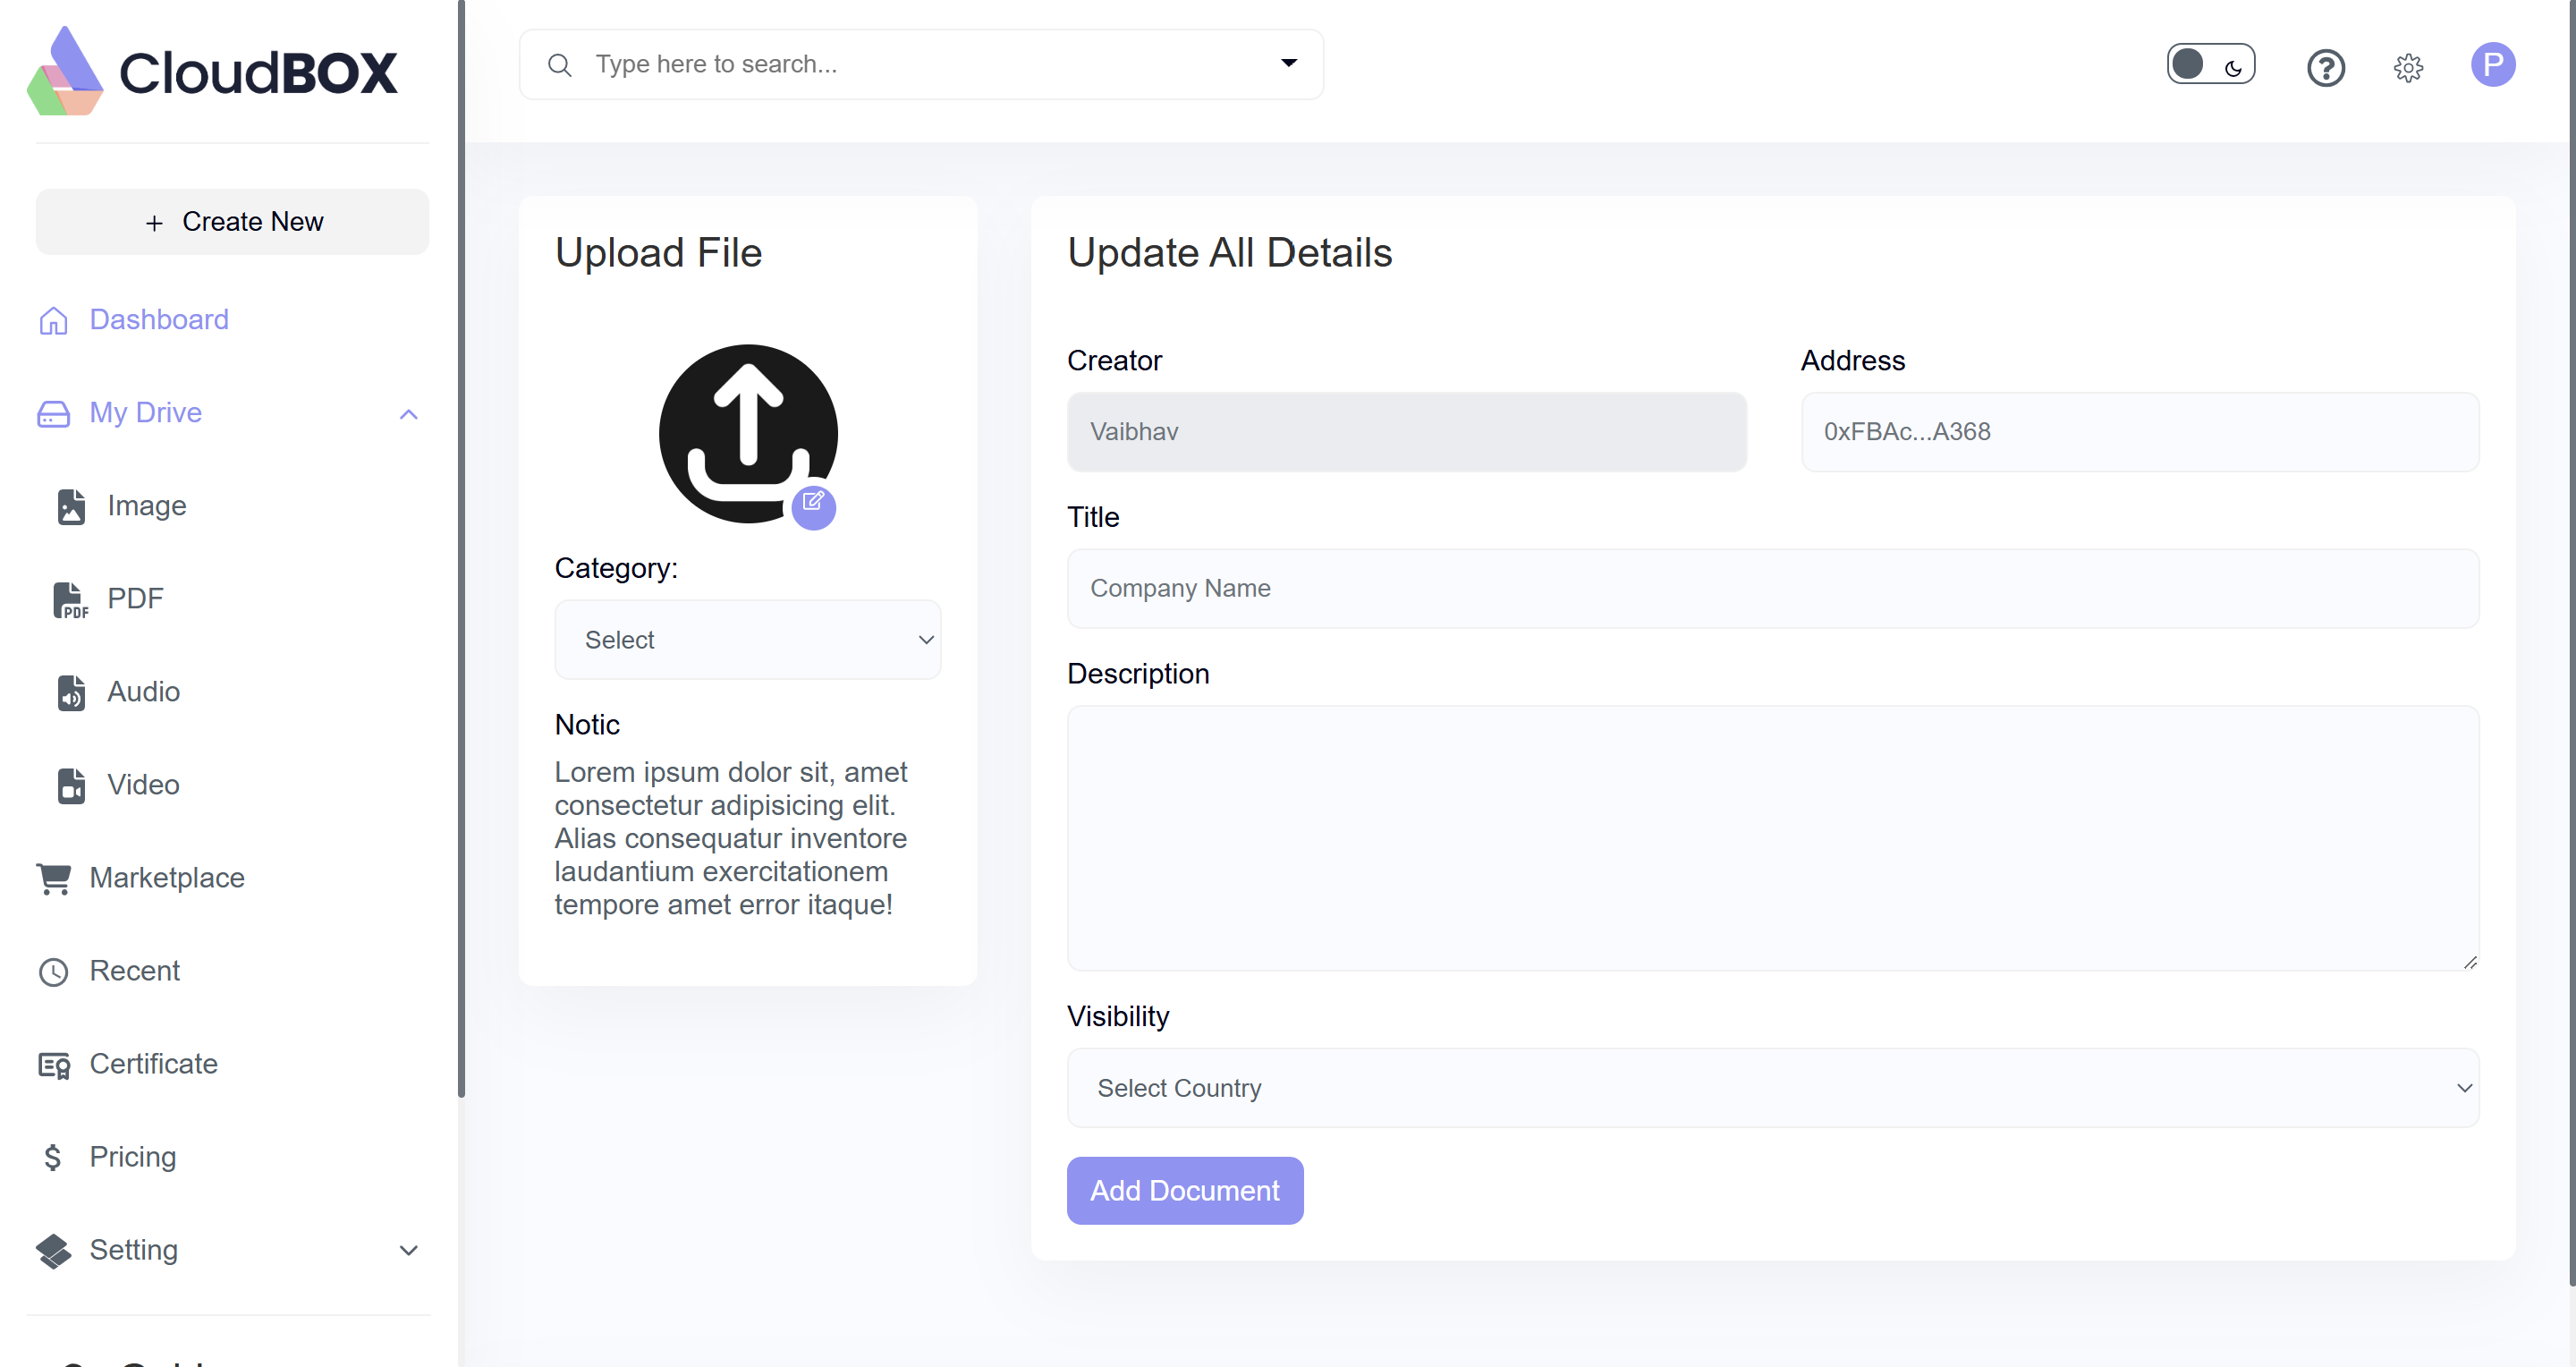 CloudBOX
Type here to search...
P
Create New
Dashboard
My Drive
Image
PDF
PDF
Audio
Video
Marketplace
Recent
Certificate
Pricing
Setting
Upload File
Category:
Select
Notic
Lorem ipsum dolor sit, amet
consectetur adipisicing elit.
Alias consequatur inventore
laudantium exercitationem
tempore amet error itaque!
Update All Details
Creator
Address
Vaibhav
0xFBAc...A368
Title
Company Name
Description
Visibility
Select Country
Add Document